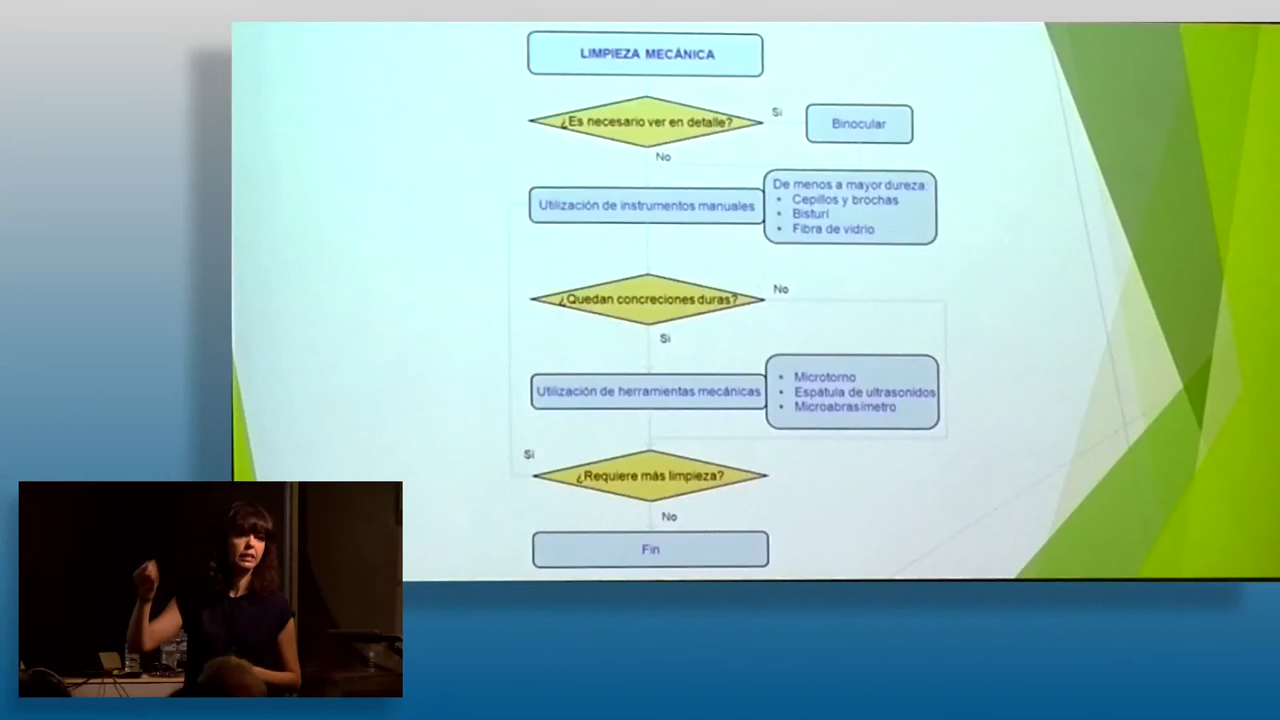 LIMPIEZA MECÁNICA
¿Es necesario ver en detalle?
Si
Binocular
No
Utilización de instrumentos manuales
De menos a mayor dureza:
• Cepillos y brochas
• Bisturí
• Fibra de vidrio
¿Quedan concreciones duras?
No
Si
Utilización de herramientas mecánicas
• Microtorno
• Espátula de ultrasonidos
• Microabrasímetro
Si
¿Requiere más limpieza?
No
Fin